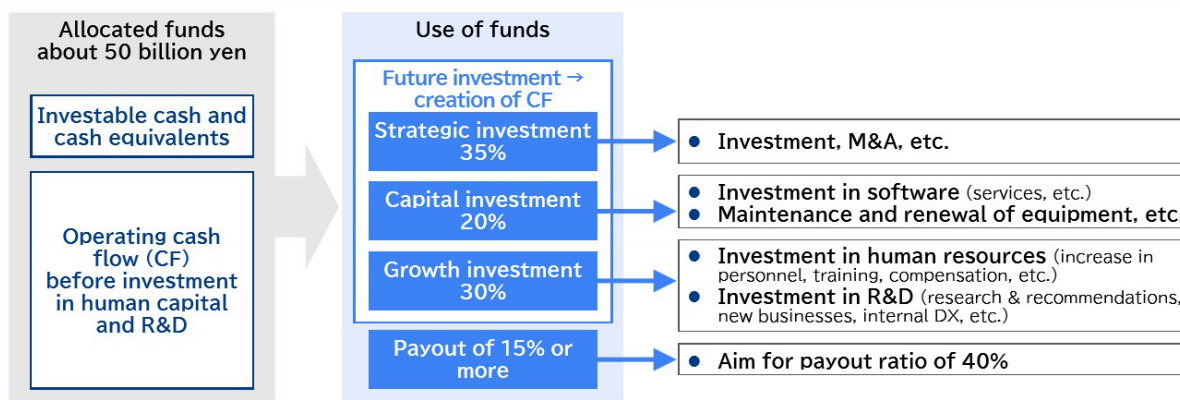 Allocated funds
about 50 billion yen
Investable cash and
cash equivalents
Operating cash
flow (CF)
before investment
in human capital
and R&D
Use of funds
Future investment →
creation of CF
Strategic investment
35%
Capital investment
20%
Growth investment
30%
Payout of 15% or
more
● Investment, M&A, etc.
● Investment in software (services, etc.)
● Maintenance and renewal of equipment, etc.
● Investment in human resources (increase in
personnel, training, compensation, etc.)
● Investment in R&D (research & recommendations,
new businesses, internal DX, etc.)
● Aim for payout ratio of 40%